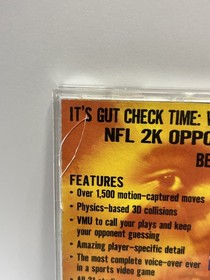 IT'S GUT CHECK TIME:
NFL 2K
BE
FEATURES
• Over 1,500 motion-captured moves
• Physics-based 3D collisions
• VMU to call your plays and keep
your opponent guessing
• Amazing player-specific detail
• The most complete voice-over ever
in a sports video game